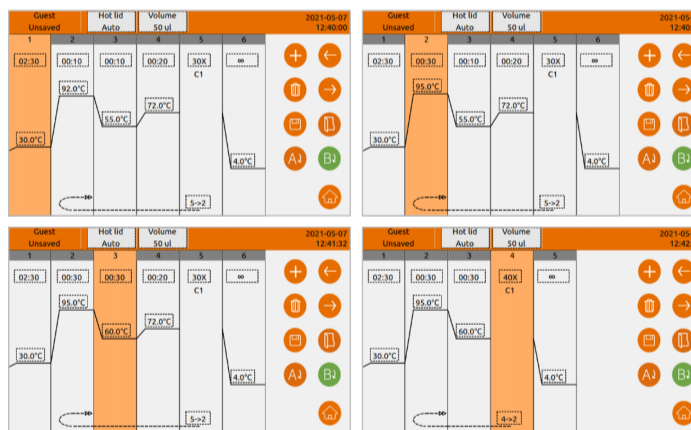 Guest Hot lid Volume 2021-05-07
Unsaved Auto 50 ul 12:40:00
1 2 3 4 5 6
02:30 00:10 00:10 00:20 30X ∞
C1
92.0°C
72.0°C
55.0°C
30.0°C
4.0°C
5->2
A B
Guest Hot lid Volume 2021-05
Unsaved Auto 50 ul 12:40
1 2 3 4 5 6
02:30 00:30 00:10 00:20 30X ∞
C1
95.0°C
72.0°C
55.0°C
30.0°C
4.0°C
5->2
A B
Guest Hot lid Volume 2021-05-07
Unsaved Auto 50 ul 12:41:32
1 2 3 4 5 6
02:30 00:30 00:30 00:20 30X ∞
C1
95.0°C
72.0°C
60.0°C
30.0°C
4.0°C
5->2
A B
Guest Hot lid Volume 2021-05
Unsaved Auto 50 ul 12:42
1 2 3 4 5
02:30 00:30 00:30 40X ∞
C1
95.0°C
60.0°C
30.0°C
4.0°C
4->2
A B